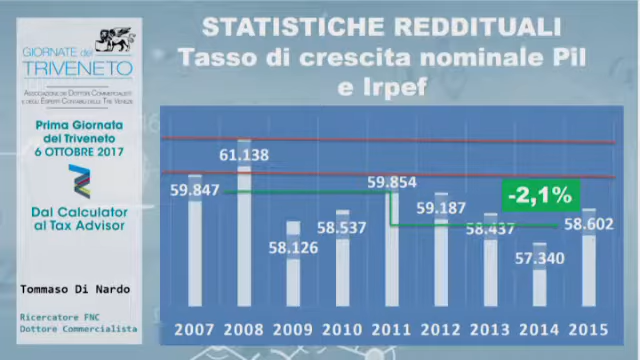 STATISTICHE REDDITUALI
Tasso di crescita nominale Pil
e Irpef
GIORNATE del
TRIVENETO
ASSOCIAZIONE DEI DOTTORI COMMERCIALISTI
E DEGLI ESPERTI CONTABILI DELLE TRE VENEZIE
Prima Giornata
del Triveneto
6 OTTOBRE 2017
Dal Calculator
al Tax Advisor
Tommaso Di Nardo
Ricercatore FNC
Dottore Commercialista
59.847
61.138
58.126
58.537
59.854
59.187
58.437
57.340
58.602
-2,1%
2007 2008 2009 2010 2011 2012 2013 2014 2015